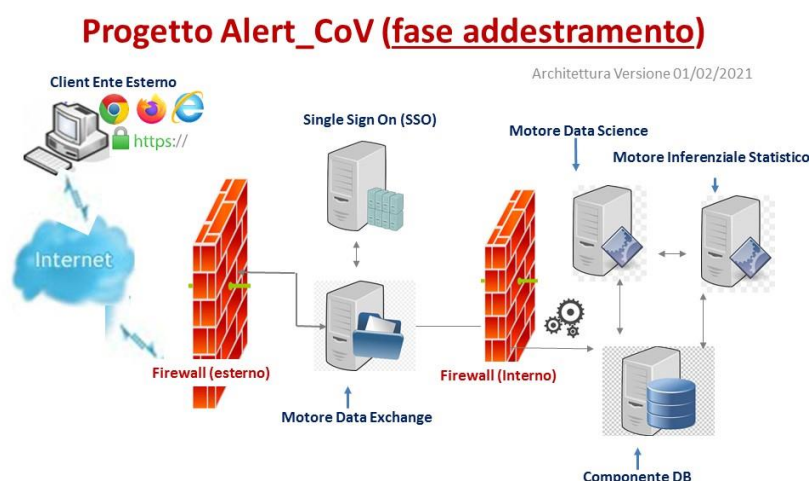 Progetto Alert_CoV (fase addestramento)
Architettura Versione 01/02/2021
Client Ente Esterno
https://
Single Sign On (SSO)
Motore Data Science
Motore Inferenziale Statistico
Internet
Firewall (esterno)
Firewall (Interno)
Motore Data Exchange
Componente DB